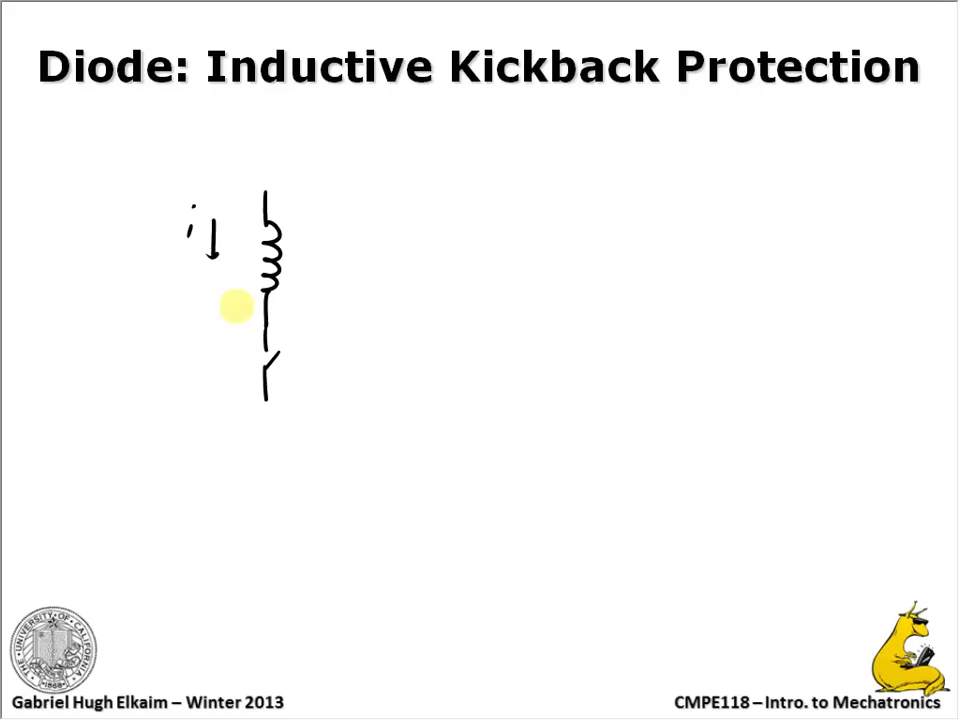 Diode: Inductive Kickback Protection
i
Gabriel Hugh Elkaim – Winter 2013
CMPE118 – Intro. to Mechatronics